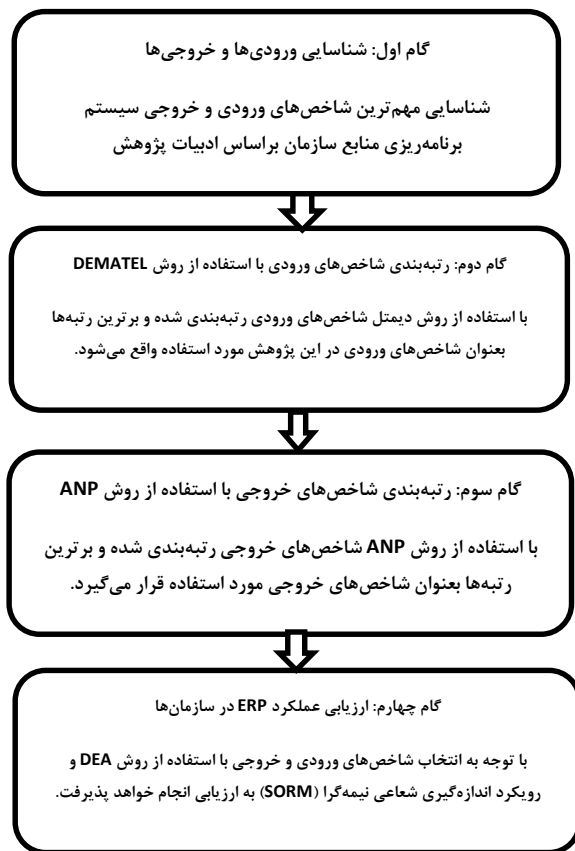 گام اول: شناسایی ورودی‌ها و خروجی‌ها
شناسایی مهم‌ترین شاخص‌های ورودی و خروجی سیستم
برنامه‌ریزی منابع سازمان براساس ادبیات پژوهش
گام دوم: رتبه‌بندی شاخص‌های ورودی با استفاده از روش DEMATEL
با استفاده از روش دیمتل شاخص‌های ورودی رتبه‌بندی شده و برترین رتبه‌ها
بعنوان شاخص‌های ورودی در این پژوهش مورد استفاده واقع می‌شود.
گام سوم: رتبه‌بندی شاخص‌های خروجی با استفاده از روش ANP
با استفاده از روش ANP شاخص‌های خروجی رتبه‌بندی شده و برترین
رتبه‌ها بعنوان شاخص‌های خروجی مورد استفاده قرار می‌گیرد.
گام چهارم: ارزیابی عملکرد ERP در سازمان‌ها
با توجه به انتخاب شاخص‌های ورودی و خروجی با استفاده از روش DEA و
رویکرد اندازه‌گیری شعاعی نیمه‌گرا (SORM) به ارزیابی انجام خواهد پذیرفت.